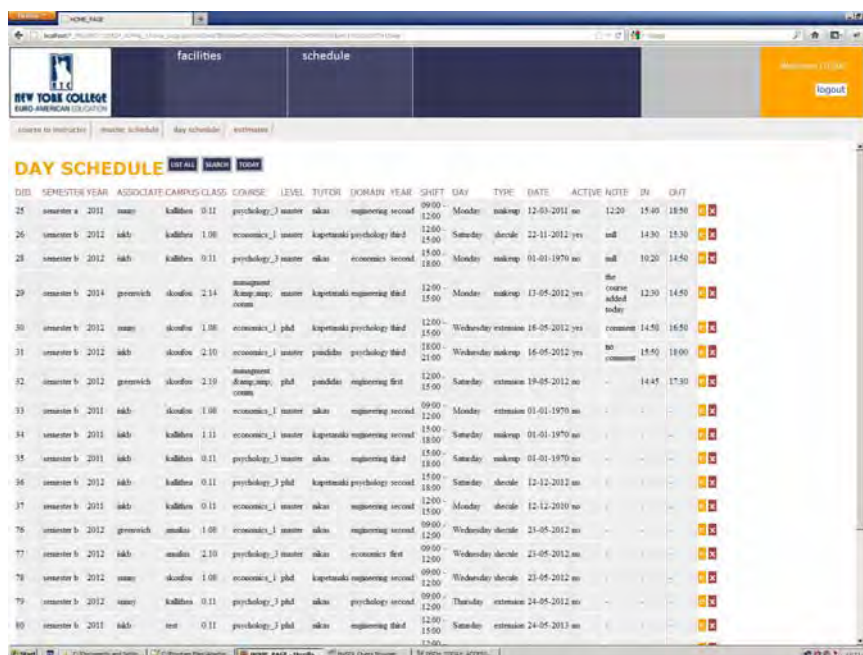 HOME_PAGE
facilities
schedule
logout
NEW YORK COLLEGE
EURO-AMERICAN EDUCATION
course to instructor master schedule day schedule extension
DAY SCHEDULE LIST ALL SEARCH TODAY
DID SEMESTER YEAR ASSOCIATE CAMPUS CLASS COURSE LEVEL TUTOR DOMAIN YEAR SHIFT DAY TYPE DATE ACTIVE NOTE IN OUT
25 semester a 2011 sunny kallithea 0.11 psychology_3 master nikas engineering second 09:00 - 12:00 Monday makeup 12-03-2011 no 12:20 15:40 18:50
26 semester b 2012 kallithea 1.08 economics_1 master kapetanaki psychology third 12:00 - 15:00 Saturday shecule 22-11-2012 yes null 14:30 15:30
28 semester b 2012 kallithea 0.11 psychology_3 master nikas economics second 15:00 - 18:00 Monday makeup 01-01-1970 no null 10:20 14:50
29 semester b 2014 greenwich skoufou 2.14 managment &amp;amp; comm master kapetanaki engineering third 12:00 - 15:00 Monday makeup 13-05-2012 yes the course added today 12:30 14:50
30 semester b 2012 sunny skoufou 1.08 economics_1 phd kapetanaki psychology third 12:00 - 15:00 Wednesday extension 16-05-2012 yes comment 14:50 16:50
31 semester b 2012 skoufou 2.10 economics_1 master pandidas psychology third 18:00 - 21:00 Wednesday makeup 16-05-2012 yes no comment 15:50 18:00
32 semester b 2012 greenwich skoufou 2.10 managment &amp;amp; comm phd pandidas engineering first 12:00 - 15:00 Saturday extension 19-05-2012 no - 14:45 17:30
33 semester b 2011 skoufou 1.08 economics_1 master nikas engineering second 09:00 - 12:00 Monday extension 01-01-1970 no - - -
34 semester b 2011 kallithea 1.11 economics_1 master kapetanaki engineering second 15:00 - 18:00 Saturday makeup 01-01-1970 no - - -
35 semester b 2011 kallithea 0.11 psychology_3 master nikas engineering third 15:00 - 18:00 Saturday makeup 01-01-1970 no - - -
36 semester b 2012 kallithea 0.11 psychology_3 phd kapetanaki psychology second 15:00 - 18:00 Saturday shecule 12-12-2012 no
37 semester b 2011 kallithea 0.11 economics_1 master nikas engineering second 12:00 - 15:00 Monday shecule 12-12-2010 no
76 semester b 2012 greenwich 1.08 economics_1 master nikas engineering second 09:00 - 12:00 Wednesday shecule 23-05-2012 no
77 semester b 2012 2.10 psychology_3 master nikas economics first 09:00 - 12:00 Wednesday shecule 23-05-2012 no
78 semester b 2012 sunny skoufou 1.08 economics_1 phd kapetanaki engineering second 09:00 - 12:00 Wednesday shecule 23-05-2012 no
79 semester b 2012 sunny kallithea 0.11 psychology_3 phd nikas psychology second 09:00 - 12:00 Thursday extension 24-05-2012 no
80 semester b 2011 test 0.11 psychology_3 phd nikas engineering third 12:00 - 15:00 Saturday extension 24-05-2013 no